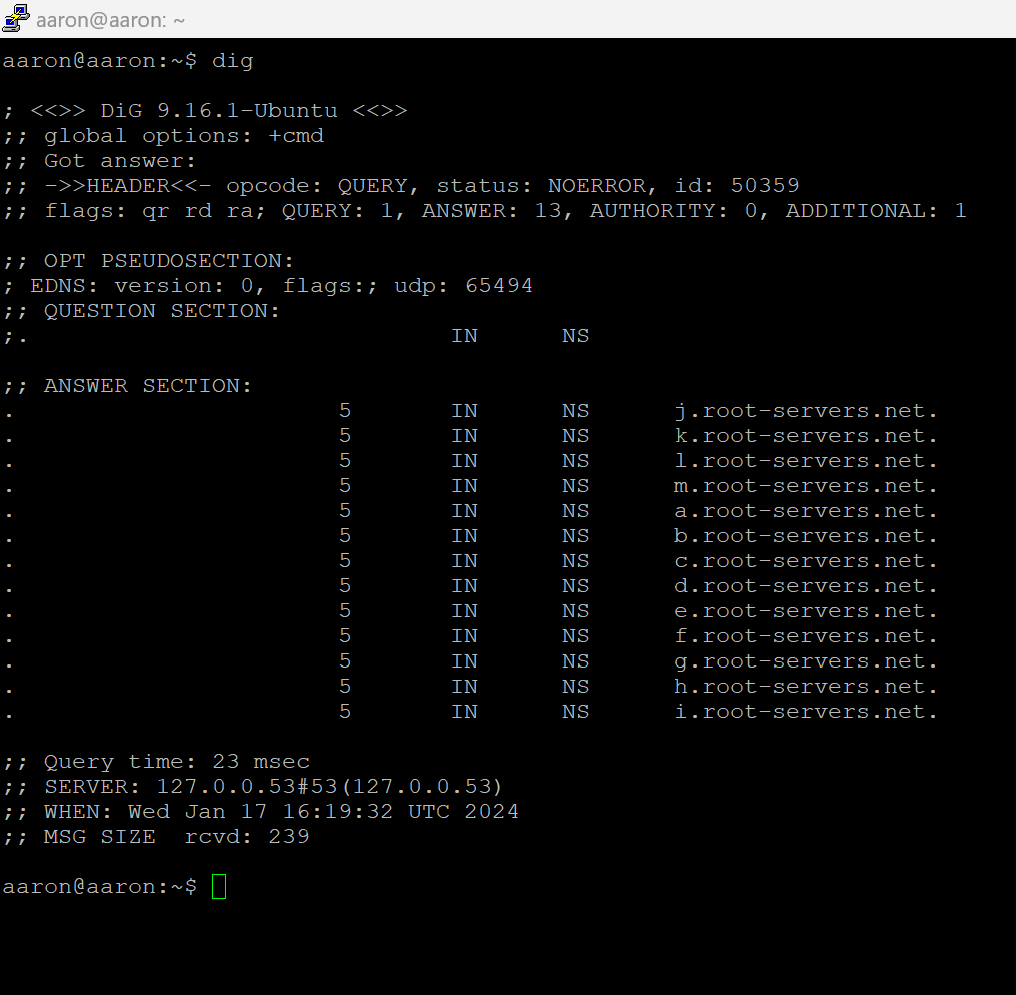 aaron@aaron: ~
aaron@aaron:~$ dig
; <<>> DiG 9.16.1-Ubuntu <<>>
;; global options: +cmd
;; Got answer:
;; ->>HEADER<<- opcode: QUERY, status: NOERROR, id: 50359
;; flags: qr rd ra; QUERY: 1, ANSWER: 13, AUTHORITY: 0, ADDITIONAL: 1
;; OPT PSEUDOSECTION:
; EDNS: version: 0, flags:; udp: 65494
;; QUESTION SECTION:
;. IN NS
;; ANSWER SECTION:
. 5 IN NS j.root-servers.net.
. 5 IN NS k.root-servers.net.
. 5 IN NS l.root-servers.net.
. 5 IN NS m.root-servers.net.
. 5 IN NS a.root-servers.net.
. 5 IN NS b.root-servers.net.
. 5 IN NS c.root-servers.net.
. 5 IN NS d.root-servers.net.
. 5 IN NS e.root-servers.net.
. 5 IN NS f.root-servers.net.
. 5 IN NS g.root-servers.net.
. 5 IN NS h.root-servers.net.
. 5 IN NS i.root-servers.net.
;; Query time: 23 msec
;; SERVER: 127.0.0.53#53(127.0.0.53)
;; WHEN: Wed Jan 17 16:19:32 UTC 2024
;; MSG SIZE  rcvd: 239
aaron@aaron:~$